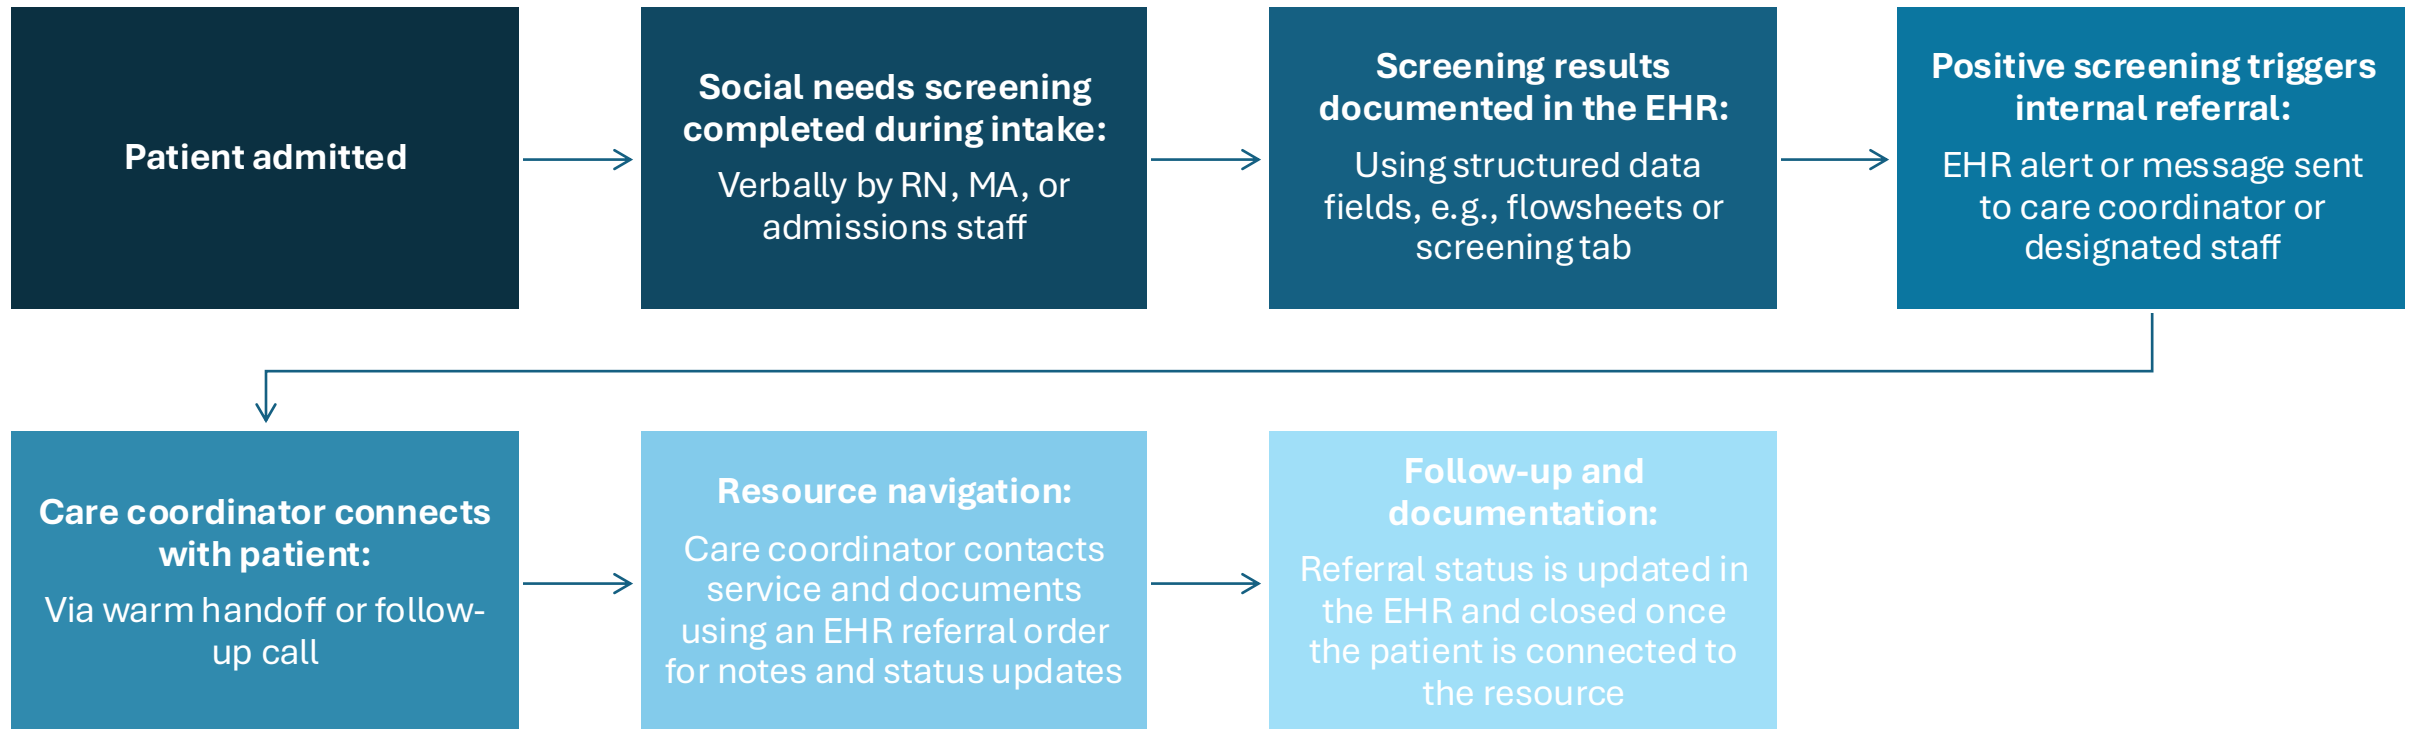 Patient admitted
Social needs screening
completed during intake:
Verbally by RN, MA, or
admissions staff
Screening results
documented in the EHR:
Using structured data
fields, e.g., flowsheets or
screening tab
Positive screening triggers
internal referral:
EHR alert or message sent
to care coordinator or
designated staff
Care coordinator connects
with patient:
Via warm handoff or follow-
up call
Resource navigation:
Care coordinator contacts
service and documents
using an EHR referral order
for notes and status updates
Follow-up and
documentation:
Referral status is updated in
the EHR and closed once
the patient is connected to
the resource